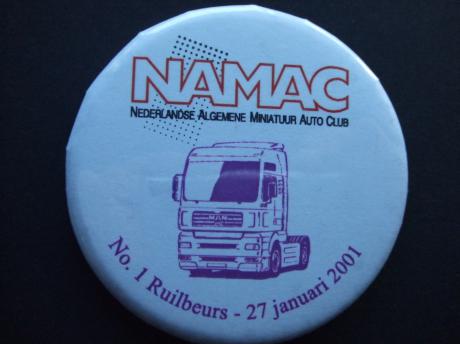 NAMAC
NEDERLANDSE ALGEMENE MINIATUUR AUTO CLUB
MAN
No. 1 Ruilbeurs - 27 januari 2001